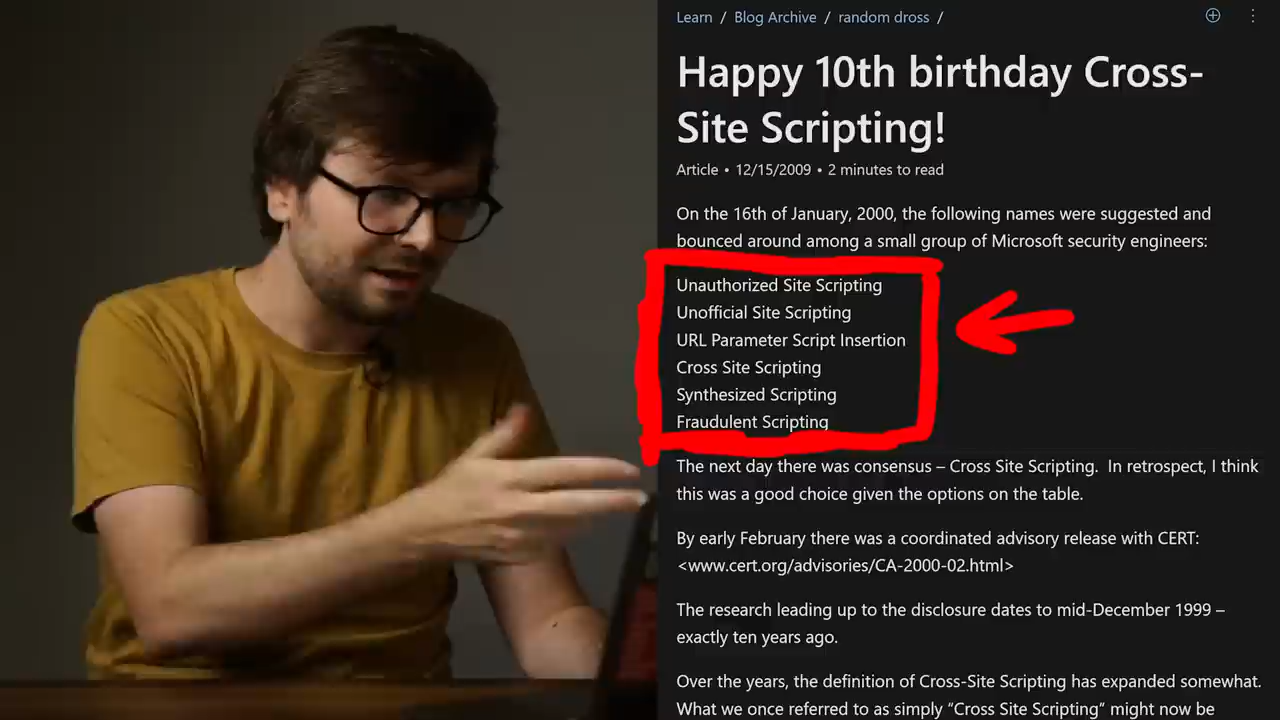 Learn / Blog Archive / random dross /
Happy 10th birthday Cross-
Site Scripting!
Article • 12/15/2009 • 2 minutes to read
On the 16th of January, 2000, the following names were suggested and
bounced around among a small group of Microsoft security engineers:
Unauthorized Site Scripting
Unofficial Site Scripting
URL Parameter Script Insertion
Cross Site Scripting
Synthesized Scripting
Fraudulent Scripting
The next day there was consensus – Cross Site Scripting.  In retrospect, I think
this was a good choice given the options on the table.
By early February there was a coordinated advisory release with CERT:
<www.cert.org/advisories/CA-2000-02.html>
The research leading up to the disclosure dates to mid-December 1999 –
exactly ten years ago.
Over the years, the definition of Cross-Site Scripting has expanded somewhat.
What we once referred to as simply “Cross Site Scripting” might now be